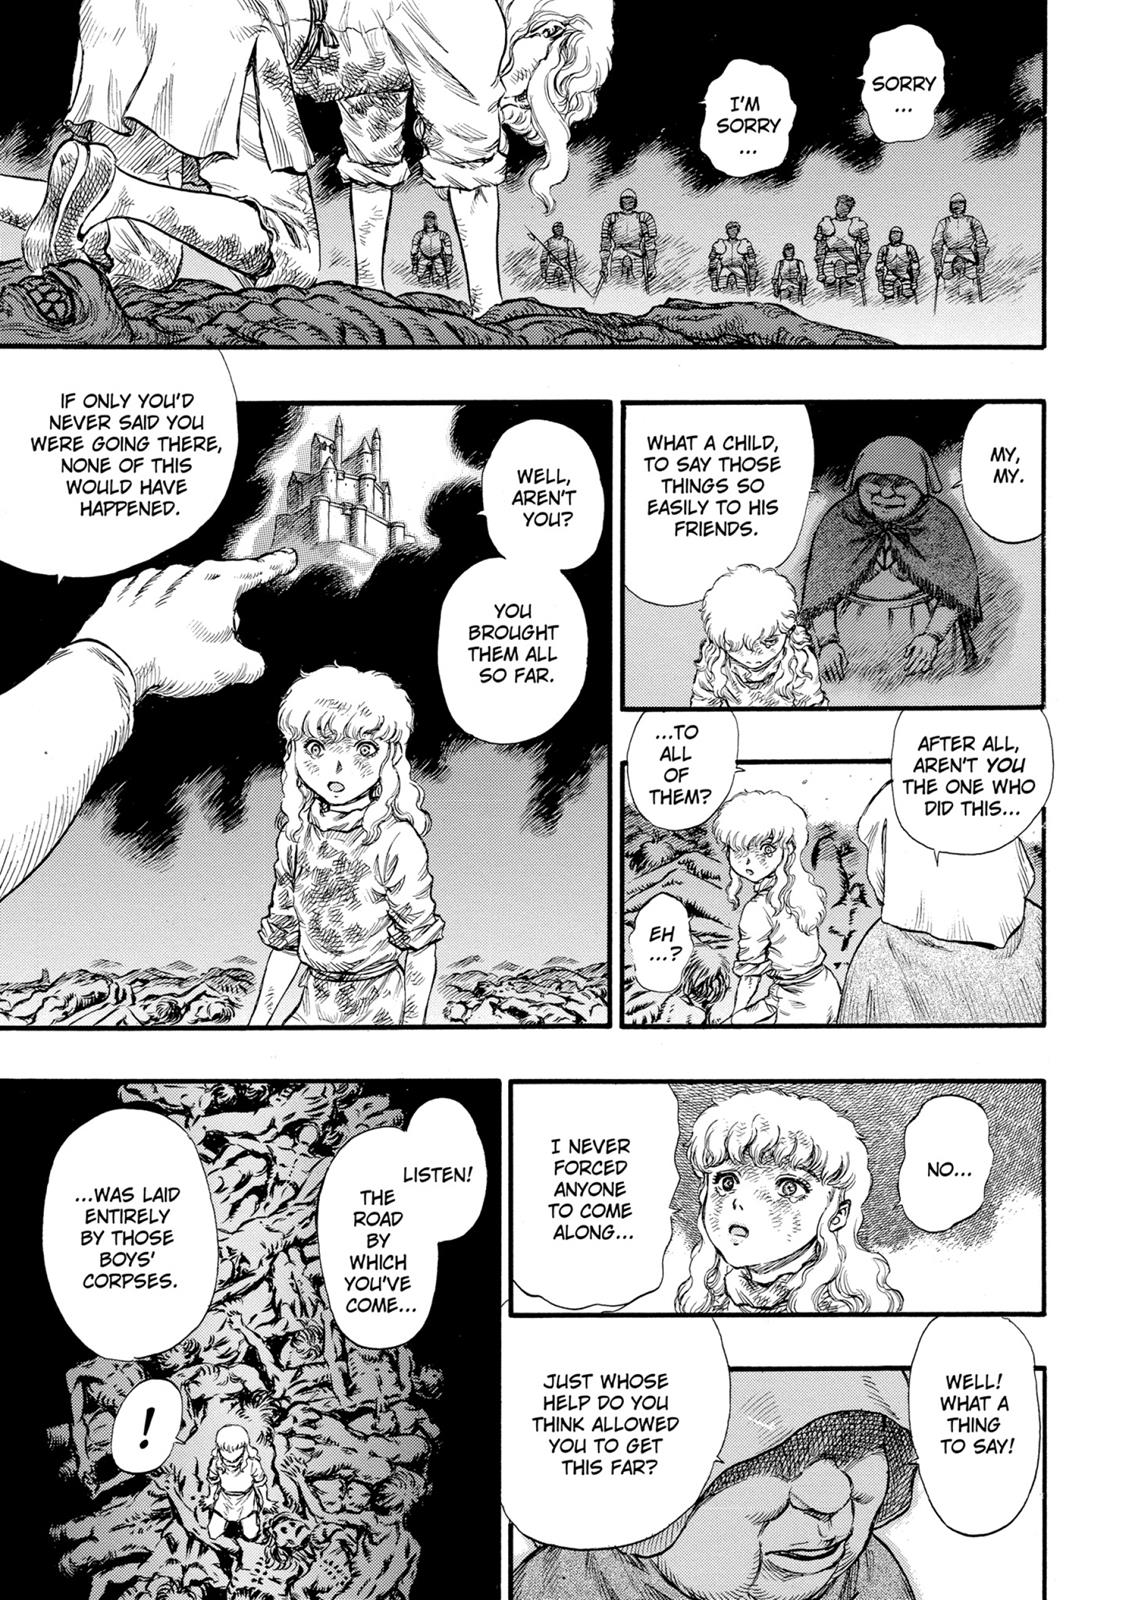 SORRY
...
I'M
SORRY
...
MY,
MY.
WHAT A CHILD,
TO SAY THOSE
THINGS SO
EASILY TO HIS
FRIENDS.
AFTER ALL,
AREN'T YOU
THE ONE WHO
DID THIS...
...TO
ALL
OF
THEM?
EH
...?
WELL,
AREN'T
YOU?
YOU
BROUGHT
THEM ALL
SO FAR.
IF ONLY YOU'D
NEVER SAID YOU
WERE GOING THERE,
NONE OF THIS
WOULD HAVE
HAPPENED.
NO...
I NEVER
FORCED
ANYONE
TO COME
ALONG...
WELL!
WHAT A
THING
TO SAY!
JUST WHOSE
HELP DO YOU
THINK ALLOWED
YOU TO GET
THIS FAR?
LISTEN!
THE
ROAD
BY
WHICH
YOU'VE
COME...
...WAS LAID
ENTIRELY
BY THOSE
BOYS'
CORPSES.
!